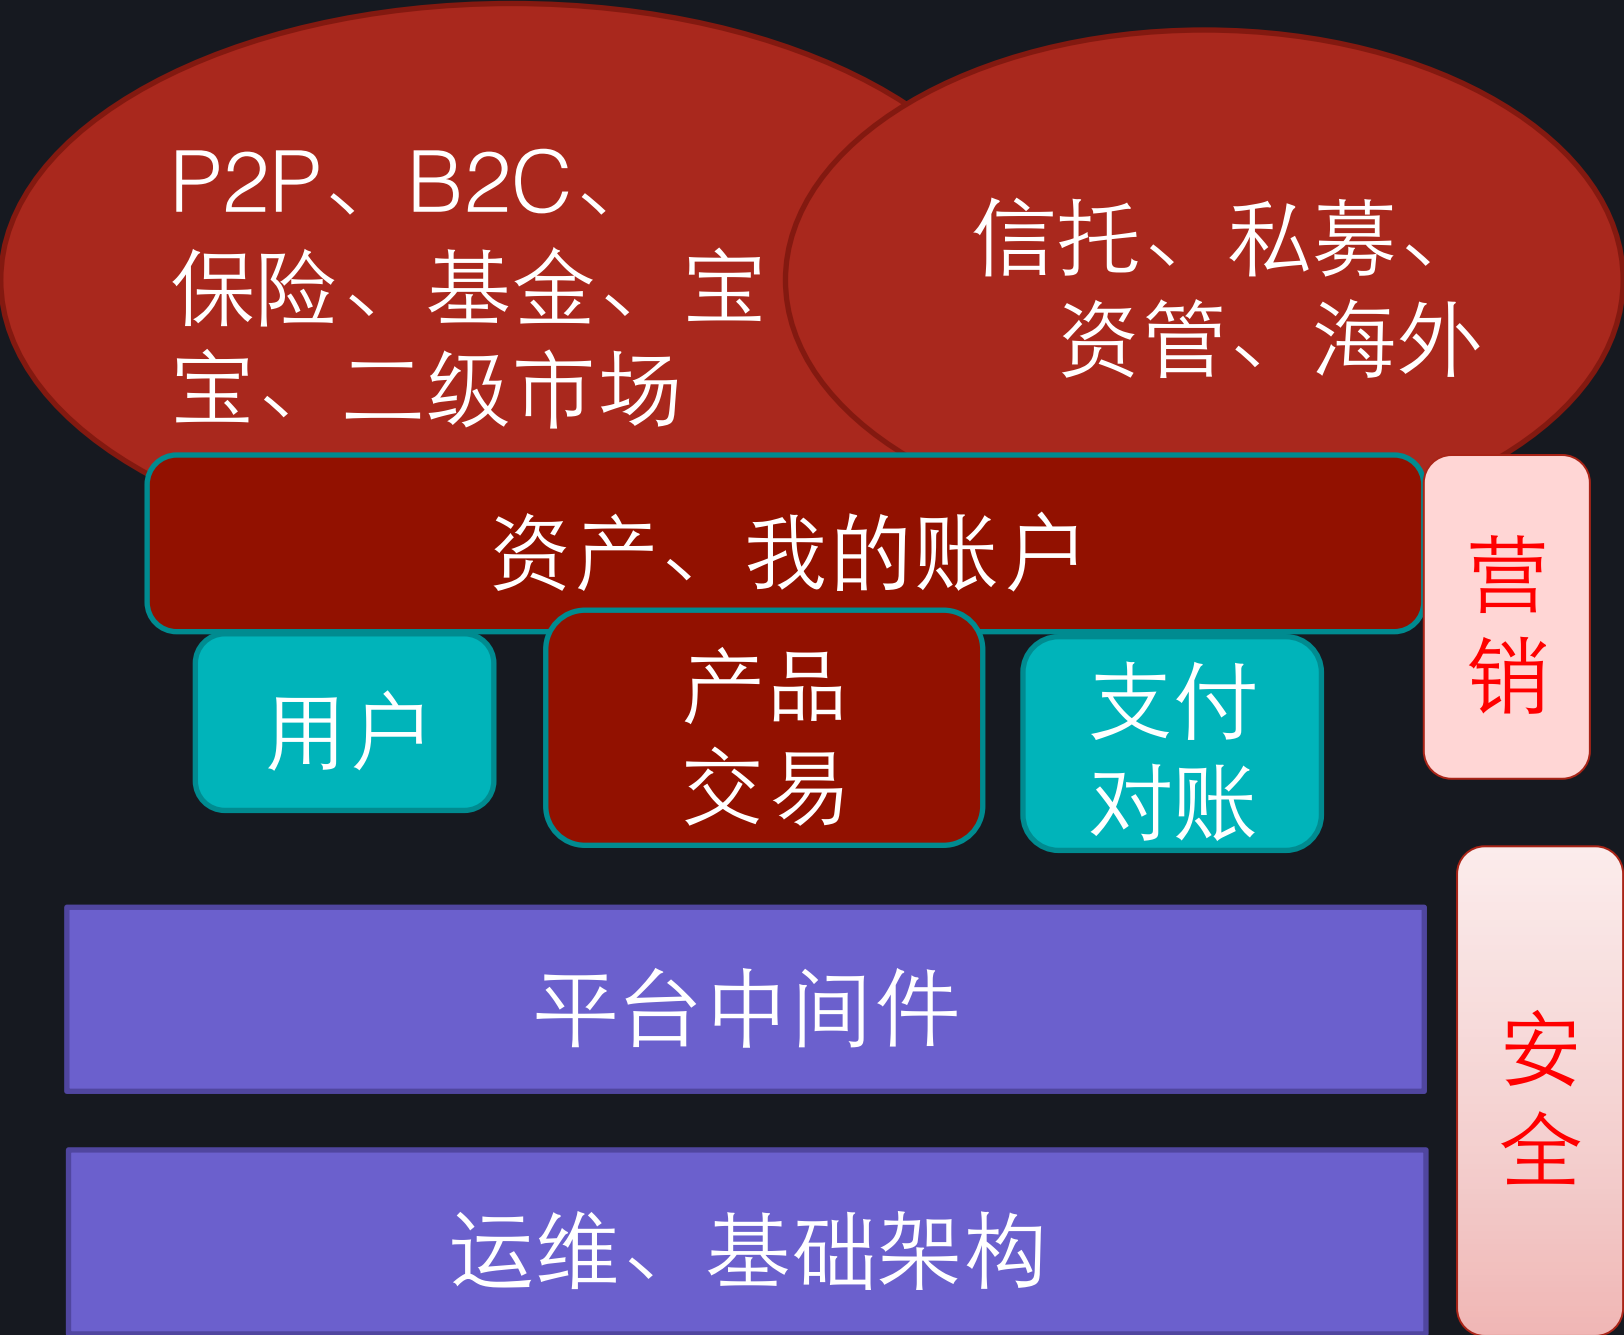 P2P、B2C、
保险、基金、宝
宝、二级市场
信托、私募、
资管、海外
资产、我的账户
营
销
用户
产品
交易
支付
对账
平台中间件
安
全
运维、基础架构